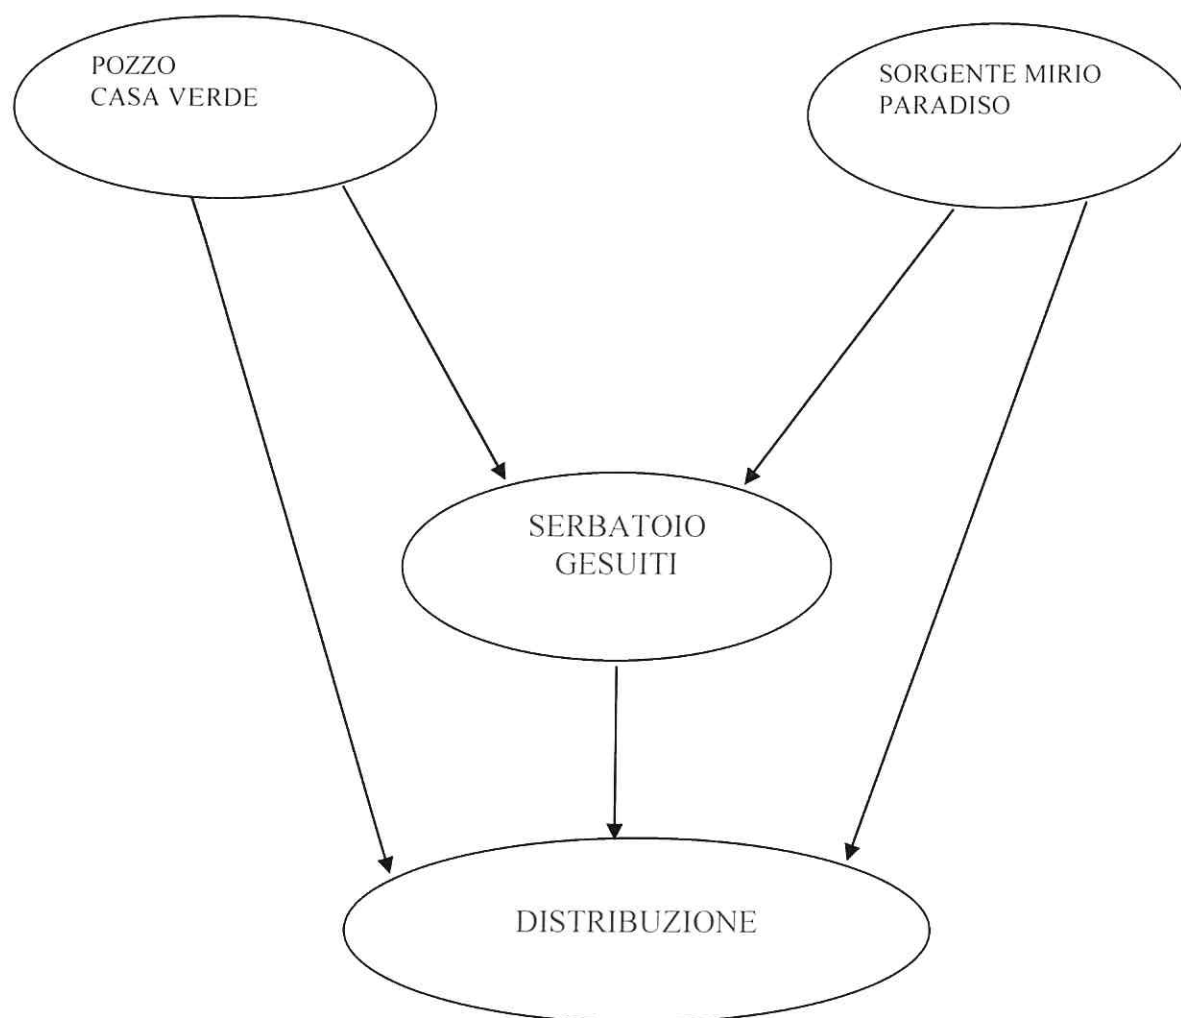 POZZO
CASA VERDE
SORGENTE MIRIO
PARADISO
SERBATOIO
GESUITI
DISTRIBUZIONE